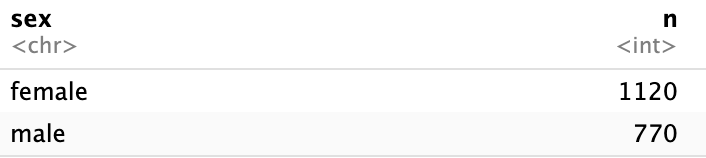 sex n
<chr> <int>
female 1120
male 770